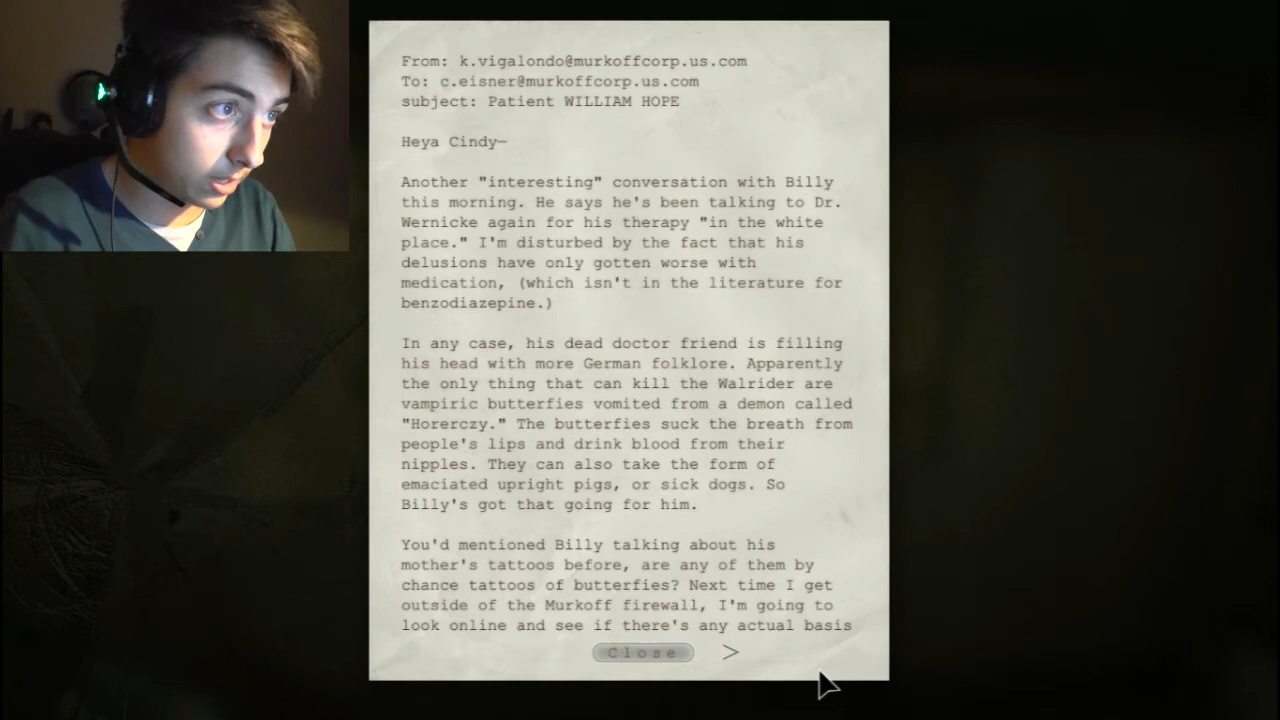 From: k.vigalondo@murkoffcorp.us.com
To: c.eisner@murkoffcorp.us.com
subject: Patient WILLIAM HOPE
Heya Cindy—
Another "interesting" conversation with Billy
this morning. He says he's been talking to Dr.
Wernicke again for his therapy "in the white
place." I'm disturbed by the fact that his
delusions have only gotten worse with
medication, (which isn't in the literature for
benzodiazepine.)
In any case, his dead doctor friend is filling
his head with more German folklore. Apparently
the only thing that can kill the Walrider are
vampiric butterfies vomited from a demon called
"Horerczy." The butterfies suck the breath from
people's lips and drink blood from their
nipples. They can also take the form of
emaciated upright pigs, or sick dogs. So
Billy's got that going for him.
You'd mentioned Billy talking about his
mother's tattoos before, are any of them by
chance tattoos of butterfies? Next time I get
outside of the Murkoff firewall, I'm going to
look online and see if there's any actual basis
Close >